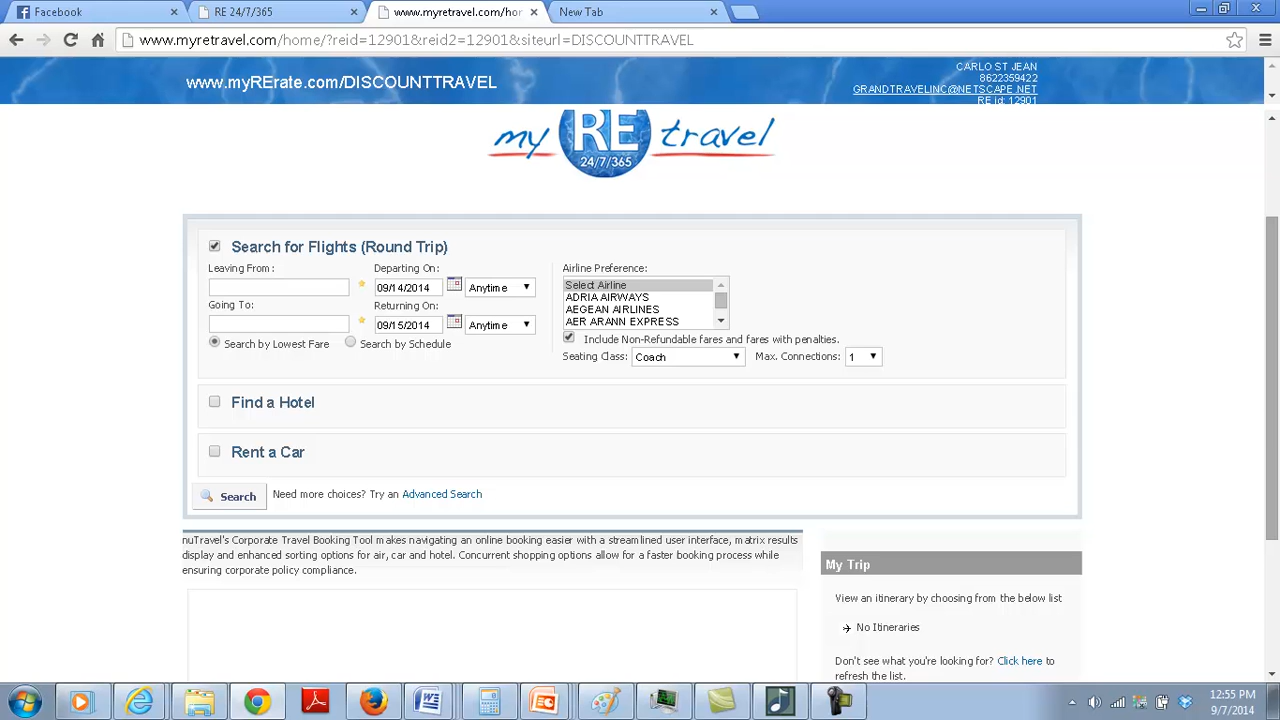 Facebook
RE 24/7/365
www.myretravel.com/hor
New Tab
www.myretravel.com/home/?reid=12901&reid2=12901&siteurl=DISCOUNTTRAVEL
www.myRErate.com/DISCOUNTTRAVEL
CARLO ST JEAN
8622359422
GRANDTRAVELINC@NETSCAPE.NET
RE id: 12901
my RE travel
24/7/365
Search for Flights (Round Trip)
Leaving From:
Departing On:
Airline Preference:
09/14/2014
Anytime
Select Airline
ADRIA AIRWAYS
AEGEAN AIRLINES
AER ARANN EXPRESS
Going To:
Returning On:
09/15/2014
Anytime
Search by Lowest Fare
Search by Schedule
Include Non-Refundable fares and fares with penalties.
Seating Class:
Coach
Max. Connections:
1
Find a Hotel
Rent a Car
Search
Need more choices? Try an Advanced Search
nuTravel's Corporate Travel Booking Tool makes navigating an online booking easier with a streamlined user interface, matrix results
display and enhanced sorting options for air, car and hotel. Concurrent shopping options allow for a faster booking process while
ensuring corporate policy compliance.
My Trip
View an itinerary by choosing from the below list
No Itineraries
Don't see what you're looking for? Click here to
refresh the list.
12:55 PM
9/7/2014